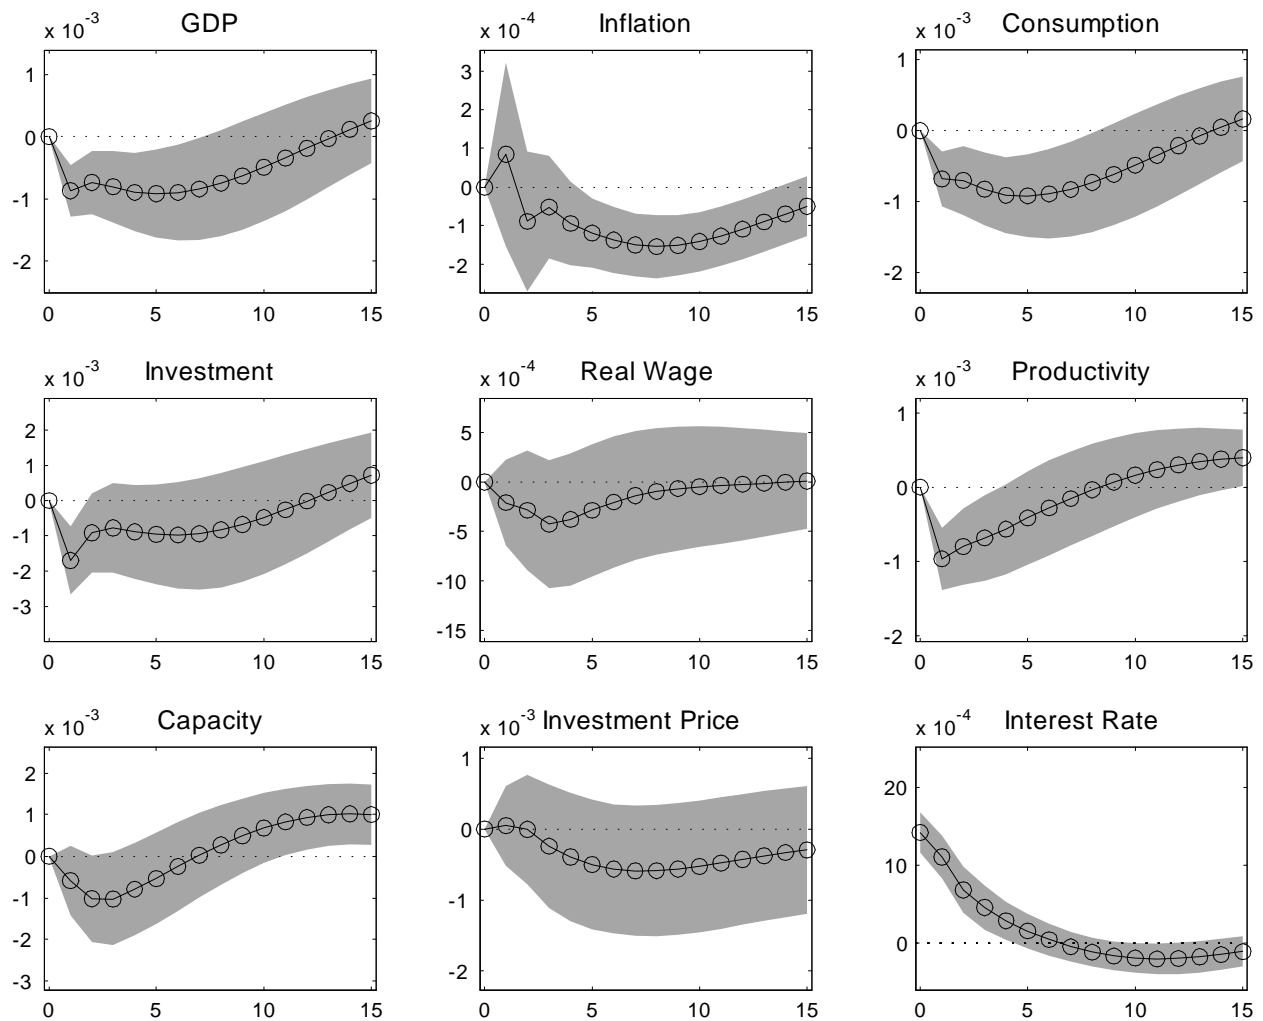 x 10-3 GDP
1
0
-1
-2
0 5 10 15
x 10-4 Inflation
3
2
1
0
-1
-2
0 5 10 15
x 10-3 Consumption
1
0
-1
-2
0 5 10 15
x 10-3 Investment
2
1
0
-1
-2
-3
0 5 10 15
x 10-4 Real Wage
5
0
-5
-10
-15
0 5 10 15
x 10-3 Productivity
1
0
-1
-2
0 5 10 15
x 10-3 Capacity
2
1
0
-1
-2
-3
0 5 10 15
x 10-3 Investment Price
1
0
-1
-2
0 5 10 15
x 10-4 Interest Rate
20
10
0
0 5 10 15